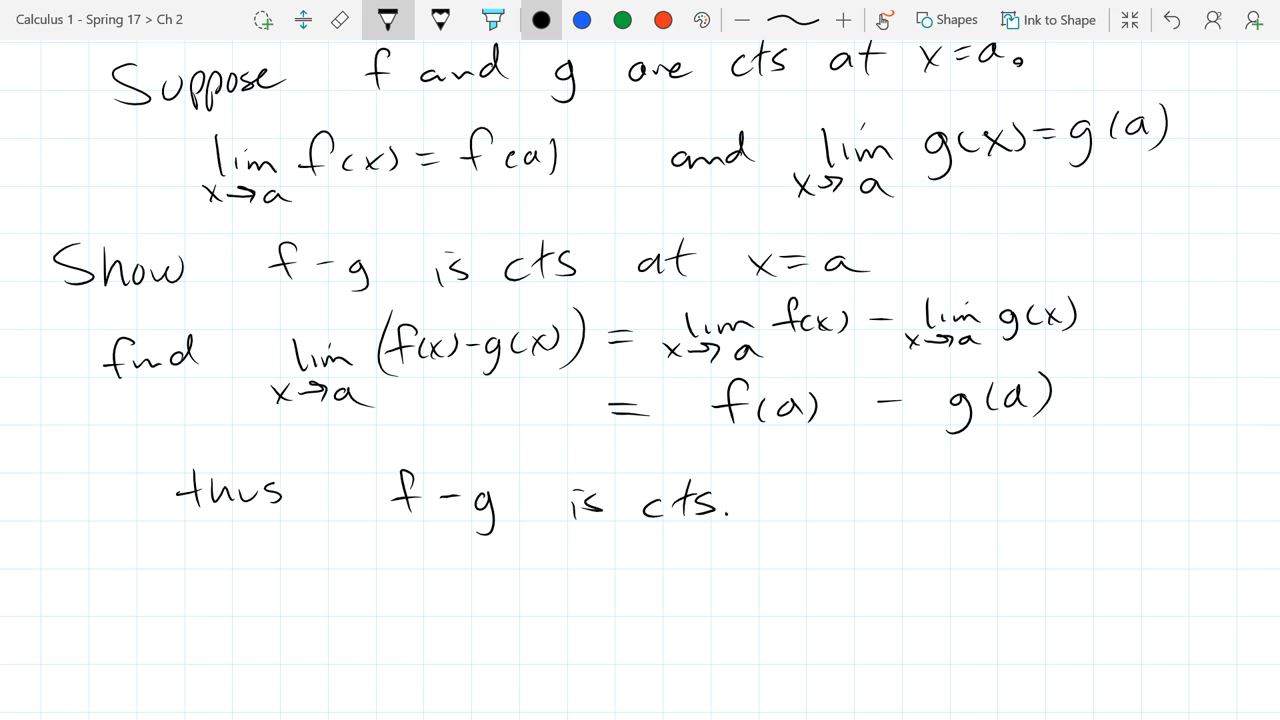 Calculus 1 - Spring 17 > Ch 2
Shapes
Ink to Shape
Suppose f and g are cts at x=a.
lim x→a f(x) = f(a) and lim x→a g(x) = g(a)
Show f-g is cts at x=a
find lim x→a (f(x)-g(x)) = lim x→a f(x) - lim x→a g(x)
= f(a) - g(a)
thus f-g is cts.